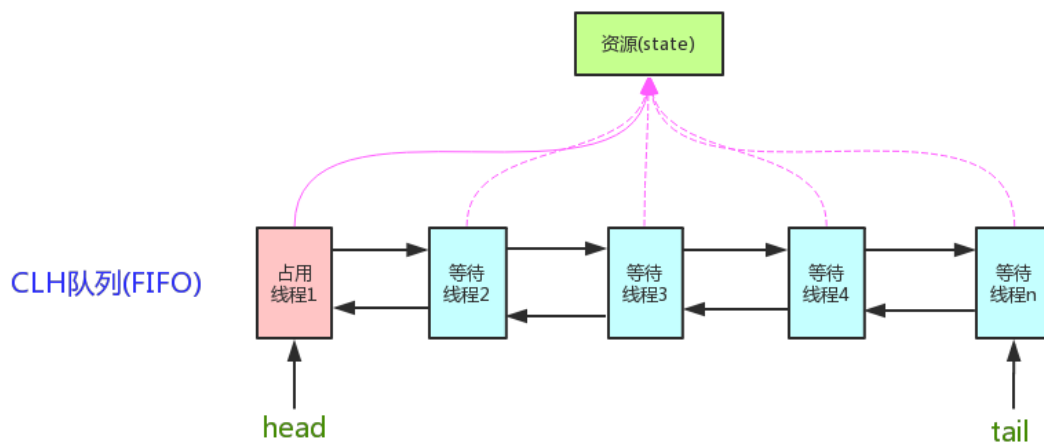 资源(state)
CLH队列(FIFO)
占用
线程1
等待
线程2
等待
线程3
等待
线程4
等待
线程n
head
tail